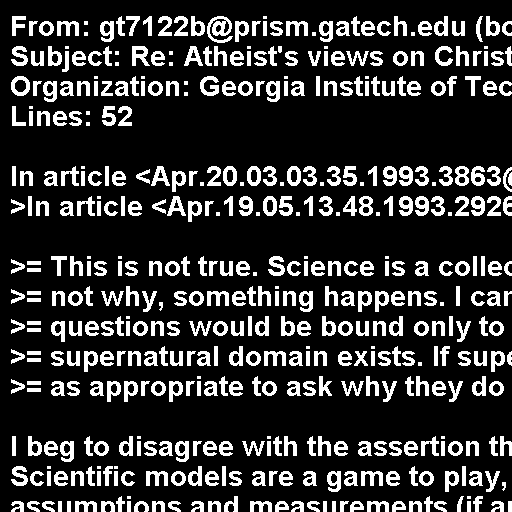 From: gt7122b@prism.gatech.edu (bo
Subject: Re: Atheist's views on Christ
Organization: Georgia Institute of Tec
Lines: 52

In article <Apr.20.03.03.35.1993.3863@
>In article <Apr.19.05.13.48.1993.2926

>= This is not true. Science is a collec
>= not why, something happens. I can
>= questions would be bound only to
>= supernatural domain exists. If supe
>= as appropriate to ask why they do

I beg to disagree with the assertion th
Scientific models are a game to play,
assumptions and measurements (if an